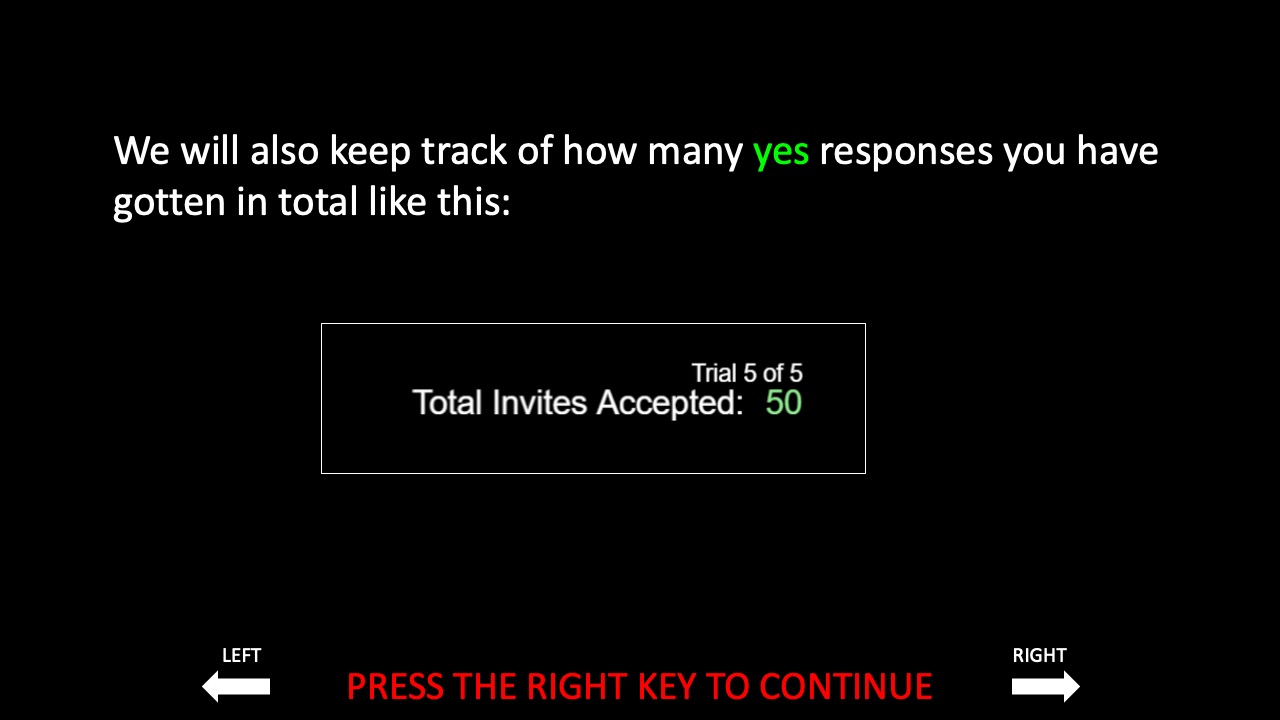 We will also keep track of how many yes responses you have
gotten in total like this:
Trial 5 of 5
Total Invites Accepted: 50
LEFT
RIGHT
PRESS THE RIGHT KEY TO CONTINUE